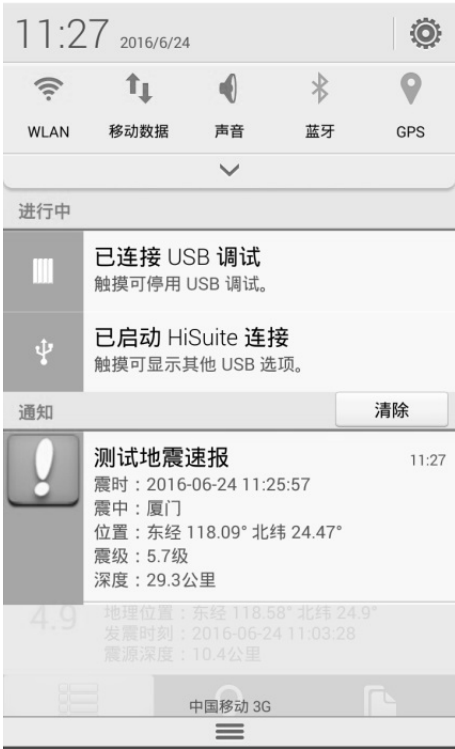 11:27 2016/6/24
WLAN 移动数据 声音 蓝牙 GPS
进行中
已连接 USB 调试
触摸可停用 USB 调试。
已启动 HiSuite 连接
触摸可显示其他 USB 选项。
通知 清除
测试地震速报 11:27
震时：2016-06-24 11:25:57
震中：厦门
位置：东经 118.09° 北纬 24.47°
震级：5.7级
深度：29.3公里
4.9 地理位置：东经 118.58° 北纬 24.9°
发震时刻：2016-06-24 11:03:28
震源深度：10.4公里
中国移动 3G